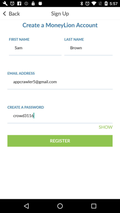 5:57
Back
Sign Up
Create a MoneyLion Account
FIRST NAME
LAST NAME
Sam
Brown
EMAIL ADDRESS
appcrawler5@gmail.com
CREATE A PASSWORD
SHOW
REGISTER